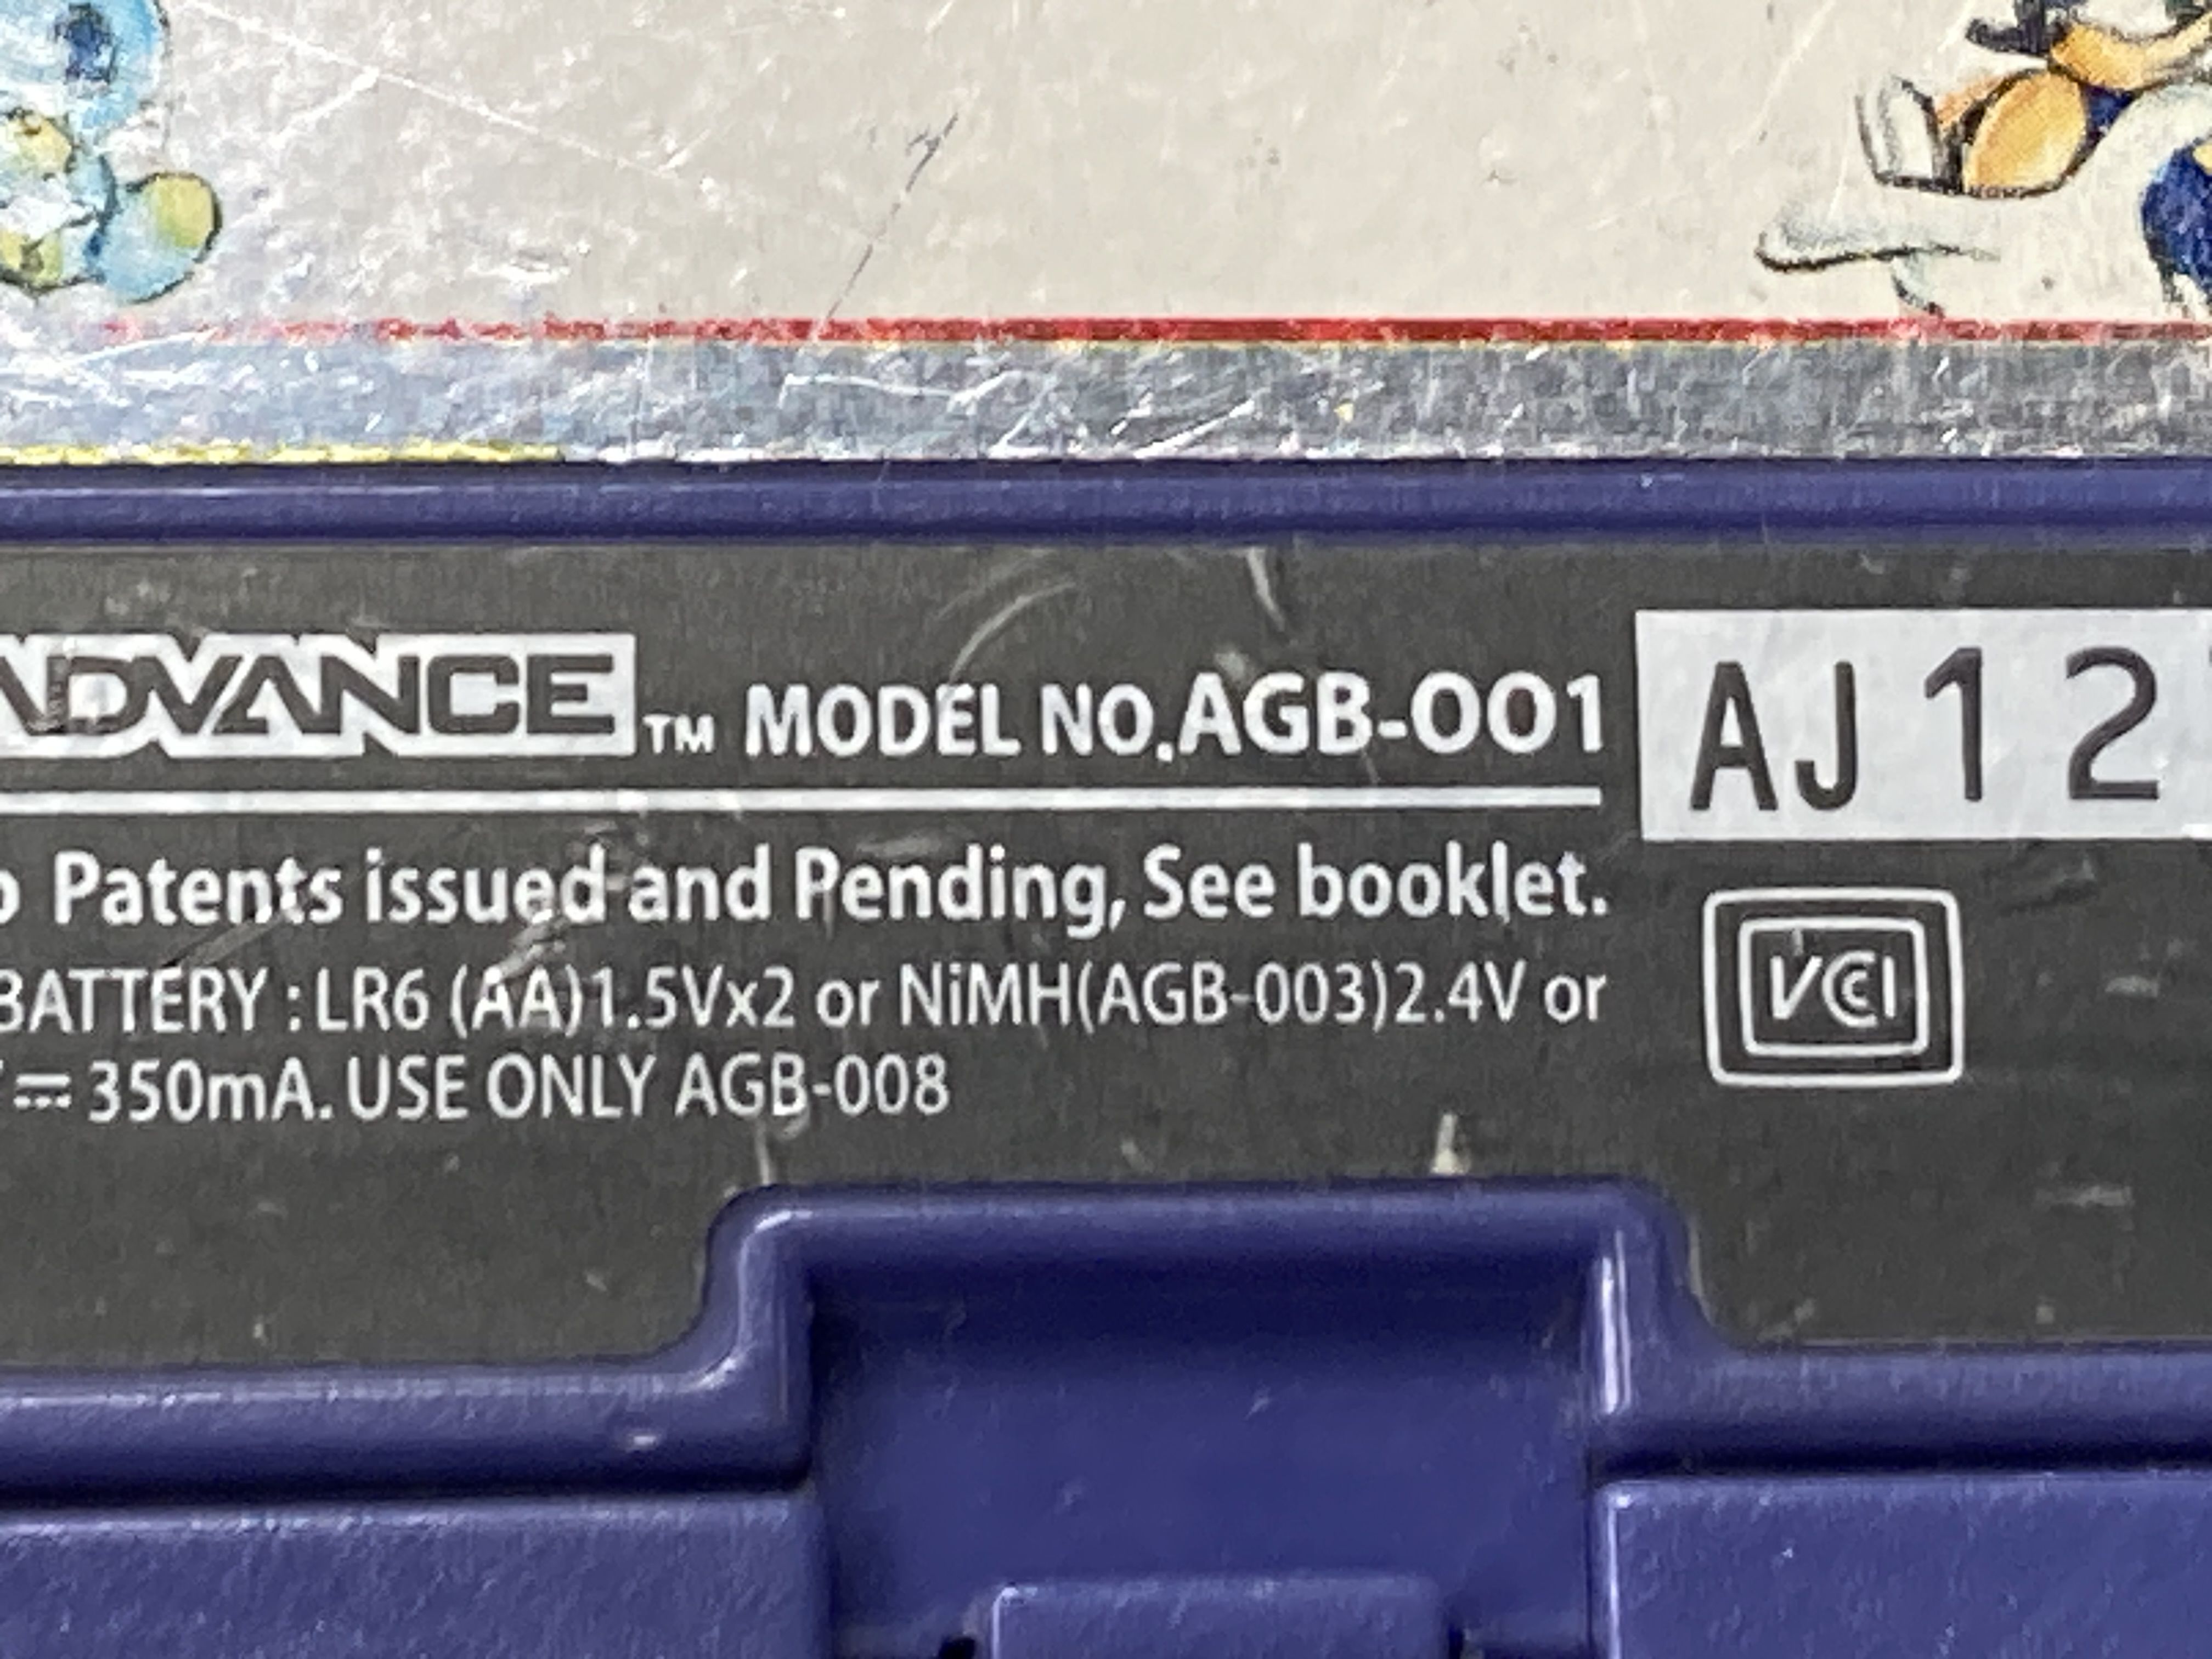 ADVANCE™ MODEL NO.AGB-001 AJ12
Patents issued and Pending, See booklet.
BATTERY : LR6 (AA)1.5Vx2 or NiMH(AGB-003)2.4V or
VCCI
⎓ 350mA. USE ONLY AGB-008